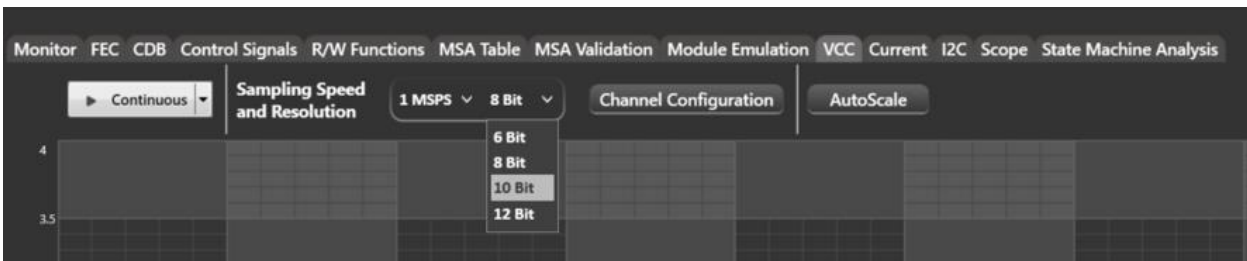 Monitor FEC CDB Control Signals R/W Functions MSA Table MSA Validation Module Emulation VCC Current I2C Scope State Machine Analysis
Continuous
Sampling Speed
and Resolution
1 MSPS
8 Bit
Channel Configuration
AutoScale
6 Bit
8 Bit
10 Bit
12 Bit
4
3.5